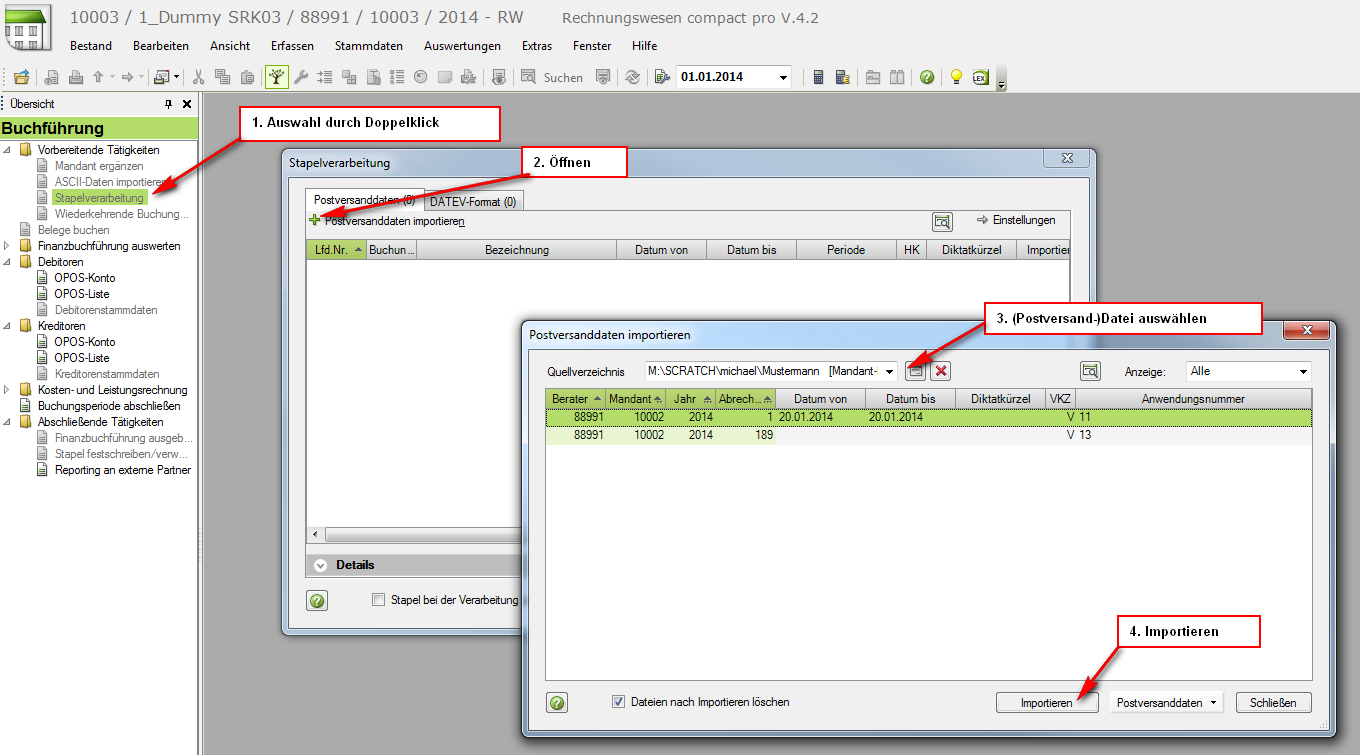 10003 / 1_Dummy SRK03 / 88991 / 10003 / 2014 - RW Rechnungswesen compact pro V.4.2
Bestand Bearbeiten Ansicht Erfassen Stammdaten Auswertungen Extras Fenster Hilfe
Suchen 01.01.2014 LEX
Übersicht
Buchführung
Vorbereitende Tätigkeiten
Mandant ergänzen
ASCII-Daten importieren
Stapelverarbeitung
Wiederkehrende Buchung...
Belege buchen
Finanzbuchführung auswerten
Debitoren
OPOS-Konto
OPOS-Liste
Debitorenstammdaten
Kreditoren
OPOS-Konto
OPOS-Liste
Kreditorenstammdaten
Kosten- und Leistungsrechnung
Buchungsperiode abschließen
Abschließende Tätigkeiten
Finanzbuchführung ausgeb...
Stapel festschreiben/verw...
Reporting an externe Partner
1. Auswahl durch Doppelklick
Stapelverarbeitung
2. Öffnen
Postversanddaten (0) DATEV-Format (0)
Postversanddaten importieren Einstellungen
Lfd.Nr. Buchun... Bezeichnung Datum von Datum bis Periode HK Diktatkürzel Importier
Details
Stapel bei der Verarbeitung
3. (Postversand-)Datei auswählen
Postversanddaten importieren
Quellverzeichnis M:\SCRATCH\michael\Mustermann [Mandant- Anzeige: Alle
Berater Mandant Jahr Abrech... Datum von Datum bis Diktatkürzel VKZ Anwendungsnummer
88991 10002 2014 1 20.01.2014 20.01.2014 V 11
88991 10002 2014 189 V 13
4. Importieren
Dateien nach Importieren löschen Importieren Postversanddaten Schließen